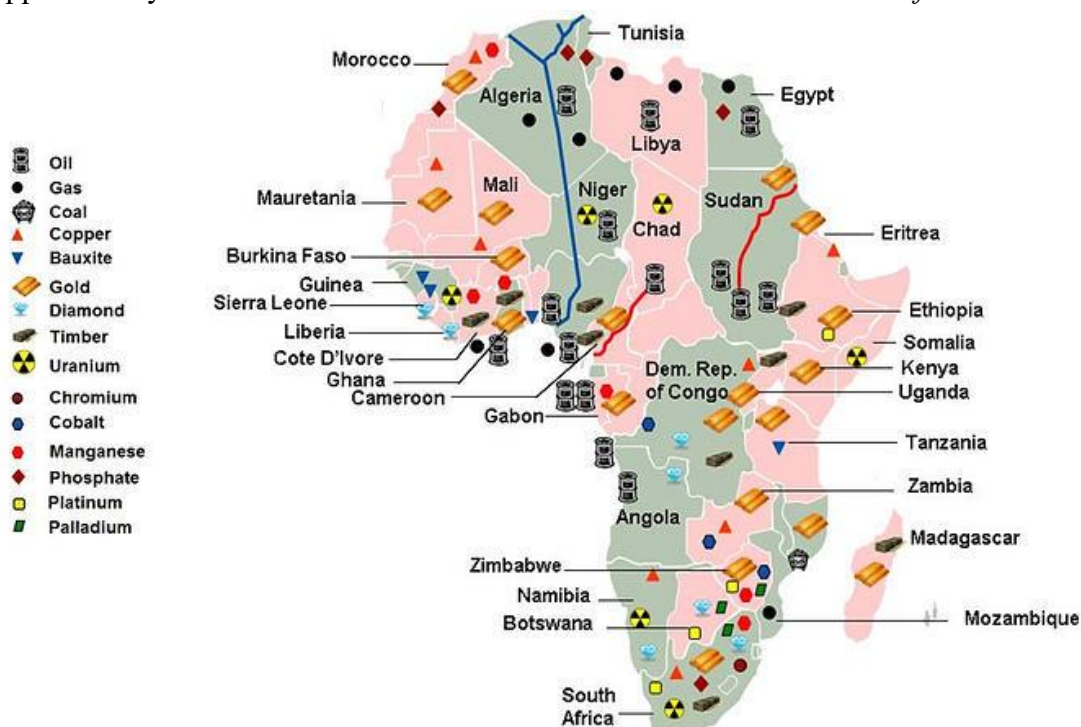 Tunisia
Morocco
Egypt
Algeria
Libya
Oil
Gas
Coal
Copper
Bauxite
Gold
Diamond
Timber
Uranium
Chromium
Cobalt
Manganese
Phosphate
Platinum
Palladium
Mauretania
Mali
Niger
Chad
Sudan
Eritrea
Burkina Faso
Guinea
Sierra Leone
Liberia
Cote D'Ivore
Ghana
Cameroon
Gabon
Dem. Rep.
of Congo
Ethiopia
Somalia
Kenya
Uganda
Tanzania
Zambia
Angola
Madagascar
Zimbabwe
Namibia
Botswana
Mozambique
South
Africa